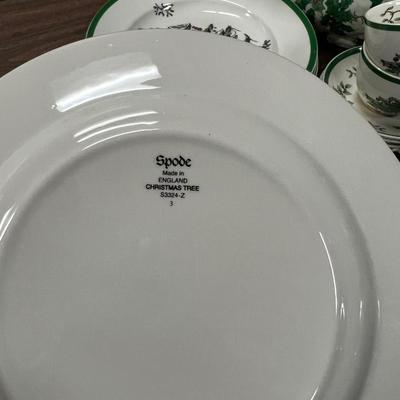 Spode
Made in
ENGLAND
CHRISTMAS TREE
S3324-Z
3